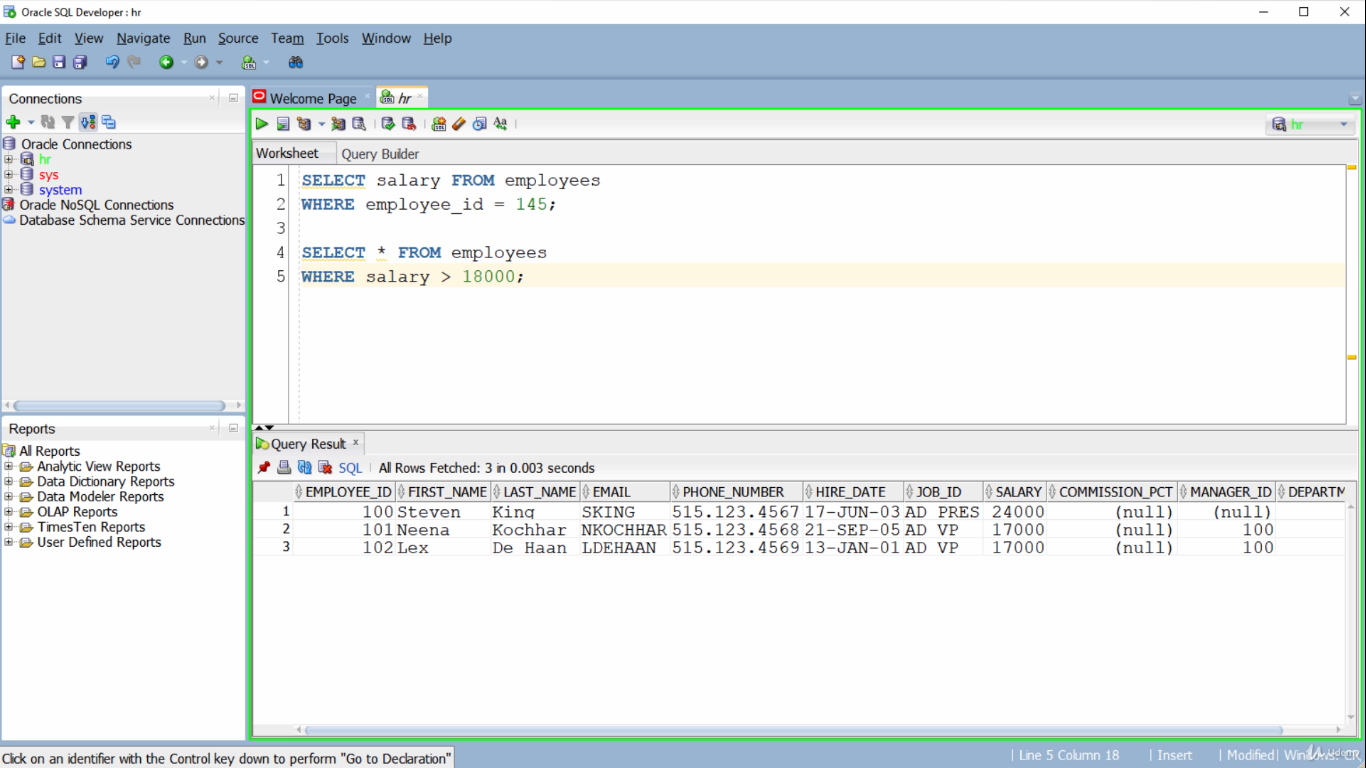 Oracle SQL Developer : hr
File Edit View Navigate Run Source Team Tools Window Help
Connections
Oracle Connections
hr
sys
system
Oracle NoSQL Connections
Database Schema Service Connections
Reports
All Reports
Analytic View Reports
Data Dictionary Reports
Data Modeler Reports
OLAP Reports
TimesTen Reports
User Defined Reports
Welcome Page hr
hr
Worksheet Query Builder
1 SELECT salary FROM employees
2 WHERE employee_id = 145;
3
4 SELECT * FROM employees
5 WHERE salary > 18000;
Query Result
SQL All Rows Fetched: 3 in 0.003 seconds
EMPLOYEE_ID FIRST_NAME LAST_NAME EMAIL PHONE_NUMBER HIRE_DATE JOB_ID SALARY COMMISSION_PCT MANAGER_ID DEPARTM
1 100 Steven King SKING 515.123.4567 17-JUN-03 AD PRES 24000 (null) (null)
2 101 Neena Kochhar NKOCHHAR 515.123.4568 21-SEP-05 AD VP 17000 (null) 100
3 102 Lex De Haan LDEHAAN 515.123.4569 13-JAN-01 AD VP 17000 (null) 100
Click on an identifier with the Control key down to perform "Go to Declaration"
Line 5 Column 18 Insert Modified